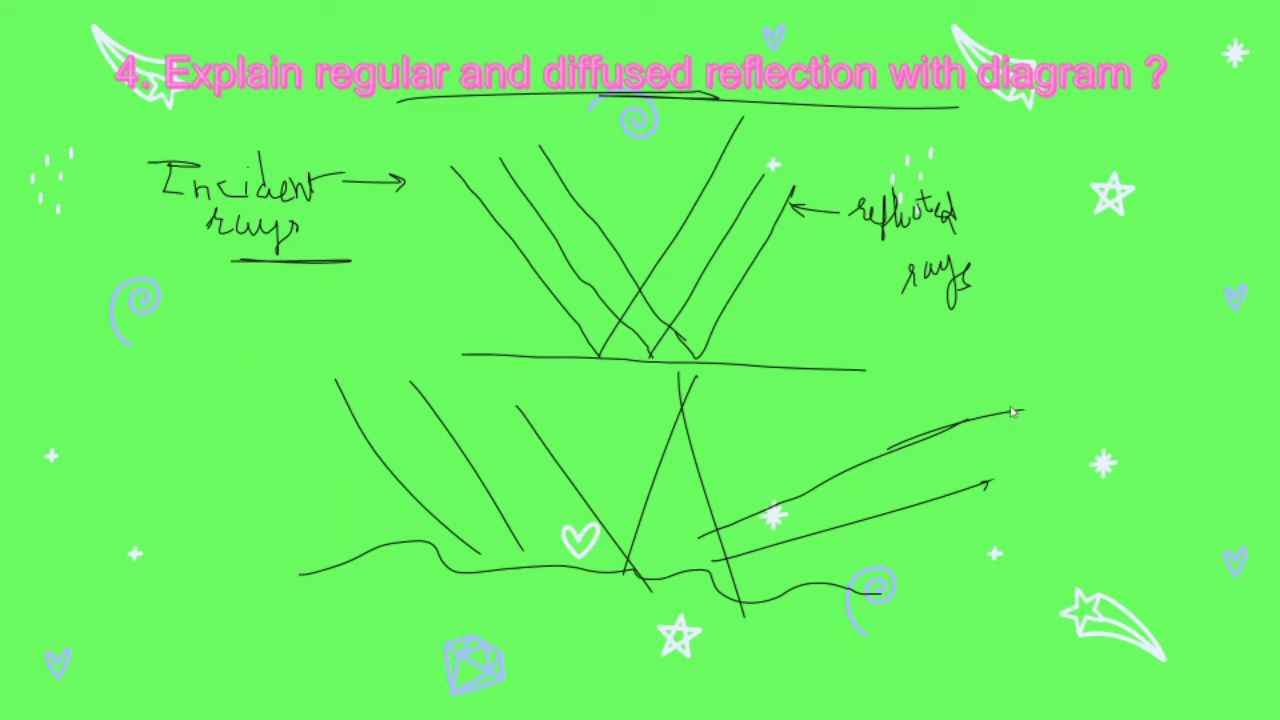 4. Explain regular and diffused reflection with diagram ?
Incident
rays
reflected
rays